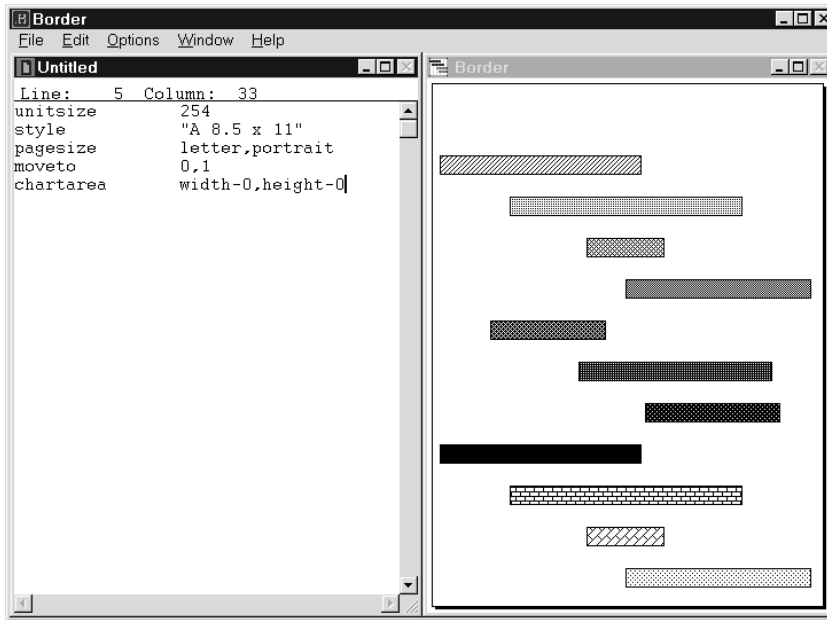 Border
File Edit Options Window Help
Untitled
Line: 5 Column: 33
unitsize 254
style "A 8.5 x 11"
pagesize letter,portrait
moveto 0,1
chartarea width-0,height-0
Border